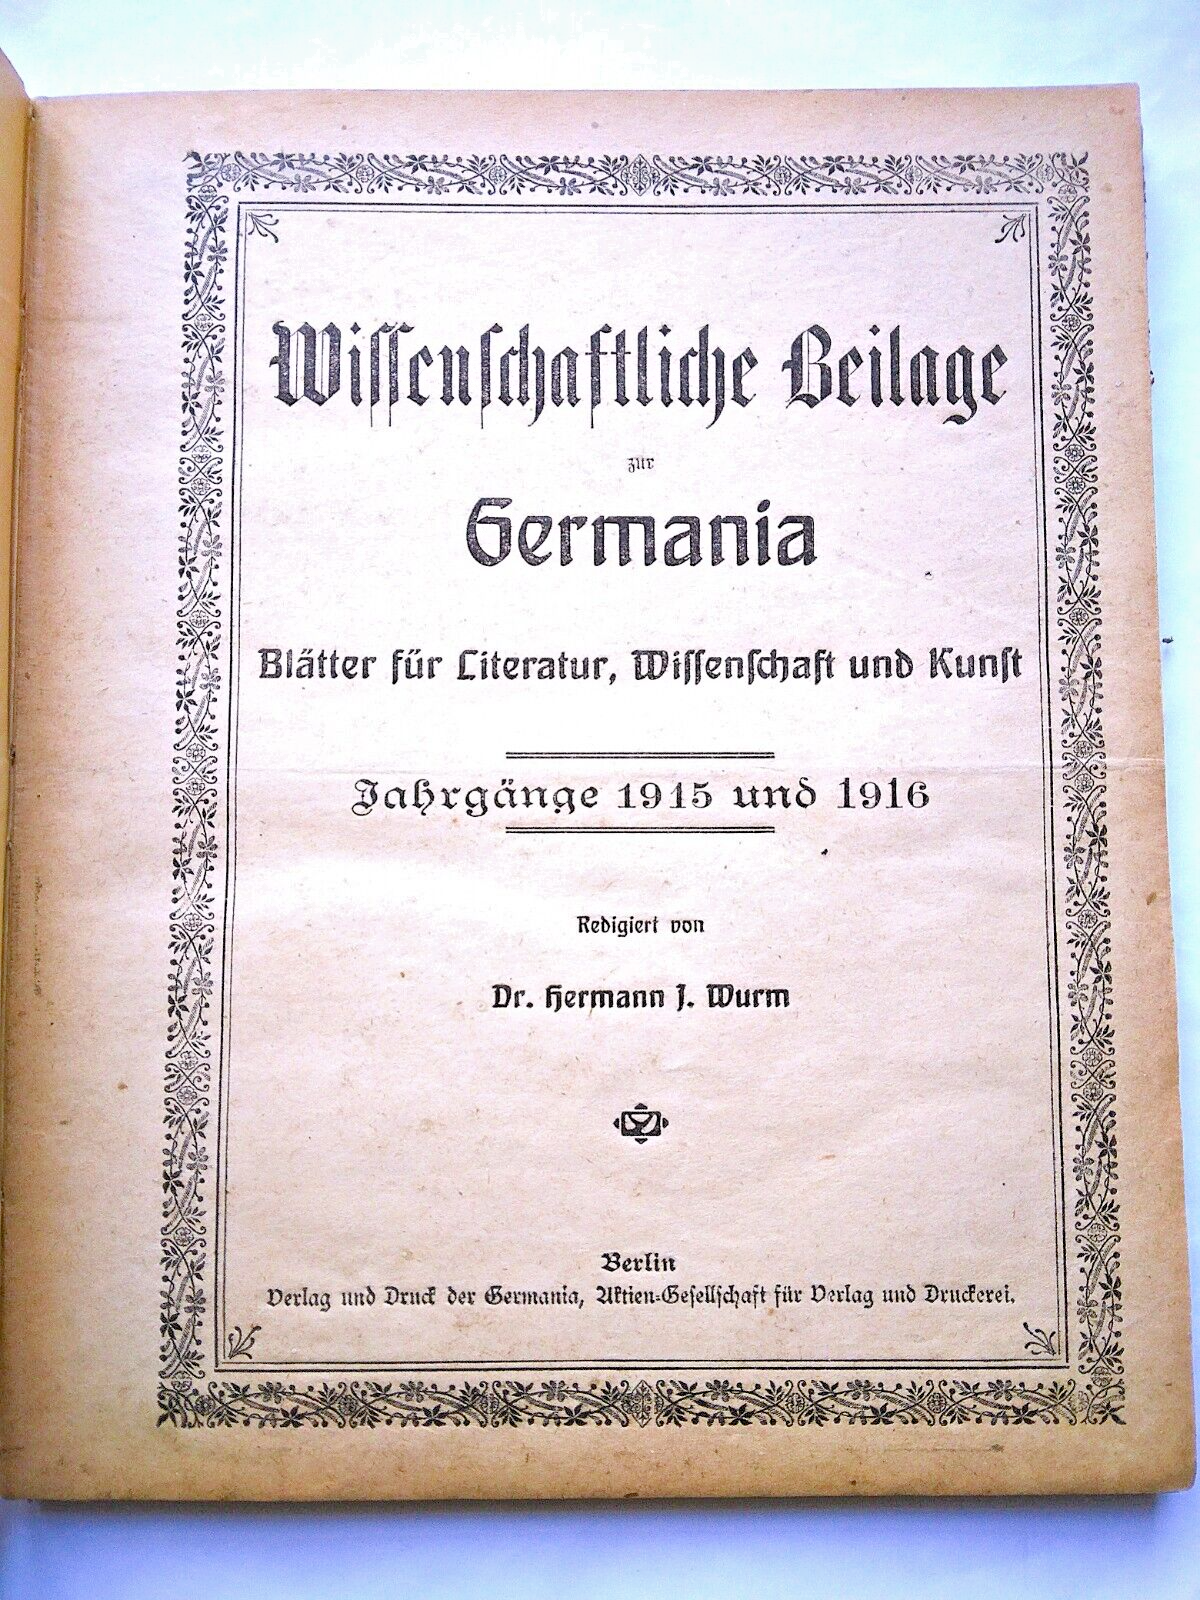 Wissenschaftliche Beilage
zur
Germania
Blätter für Literatur, Wissenschaft und Kunst
Jahrgänge 1915 und 1916
Redigiert von
Dr. Hermann J. Wurm
Berlin
Verlag und Druck der Germania, Aktien-Gesellschaft für Verlag und Druckerei.